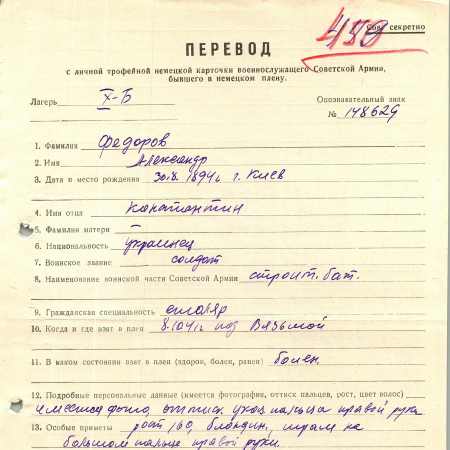 Сов. секретно
ПЕРЕВОД
с личной трофейной немецкой карточки военнослужащего Советской Армии,
бывшего в немецком плену.
Лагерь X-Б
Опознавательный знак
№ 148629
1. Фамилия Федоров
2. Имя Александр
3. Дата и место рождения 30.8.1894г. г. Киев
4. Имя отца Константин
5. Фамилия матери —
6. Национальность украинец
7. Воинское звание солдат
8. Наименование воинской части Советской Армии строит. бат.
9. Гражданская специальность столяр
10. Когда и где взят в плен 8.10.41г под Вязьмой
11. В каком состоянии взят в плен (здоров, болен, ранен) болен.
12. Подробные персональные данные (имеется фотография, оттиск пальцев, рост, цвет волос)
имеется фото, оттиск указ пальца правой руки
13. Особые приметы рост 160, блондин, шрам на
большом пальце правой руки.